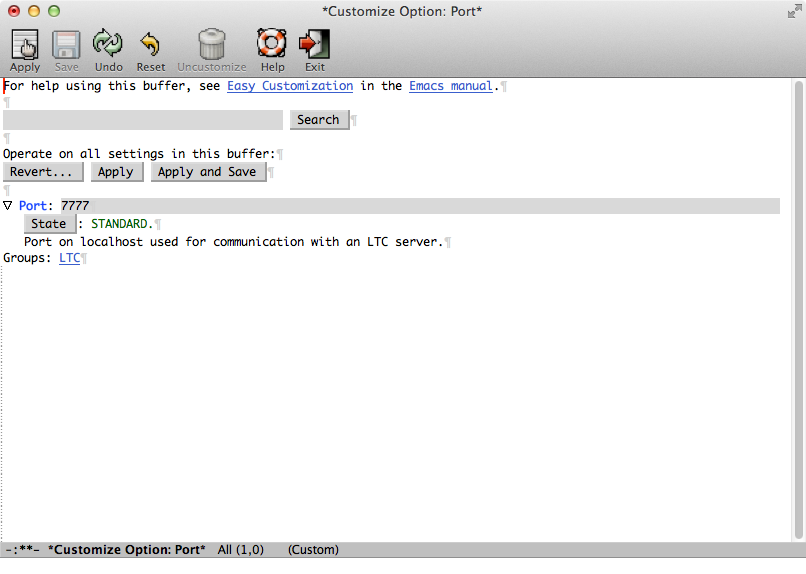 *Customize Option: Port*
Apply Save Undo Reset Uncustomize Help Exit
For help using this buffer, see Easy Customization in the Emacs manual.¶
¶
Search ¶
¶
Operate on all settings in this buffer:¶
Revert... Apply Apply and Save ¶
¶
▽ Port: 7777
State : STANDARD.¶
Port on localhost used for communication with an LTC server.¶
Groups: LTC¶
-:**- *Customize Option: Port* All (1,0) (Custom)